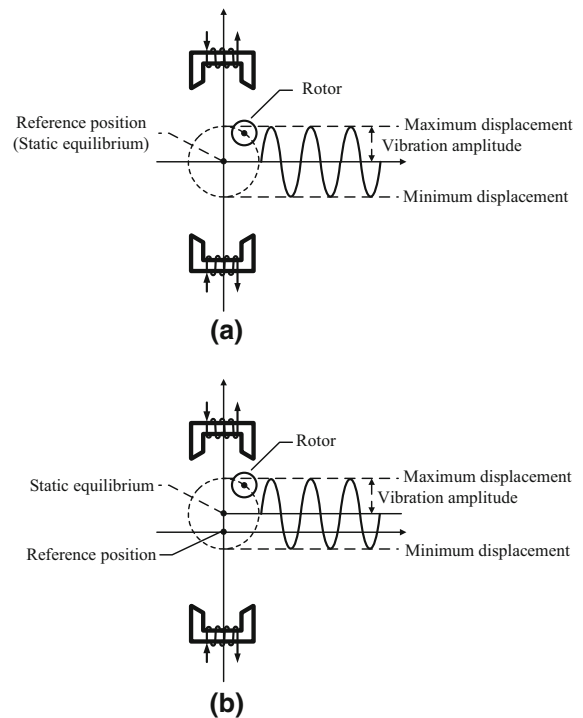 Rotor
Reference position
(Static equilibrium)
Maximum displacement
Vibration amplitude
Minimum displacement
(a)
Rotor
Static equilibrium
Maximum displacement
Vibration amplitude
Reference position
Minimum displacement
(b)